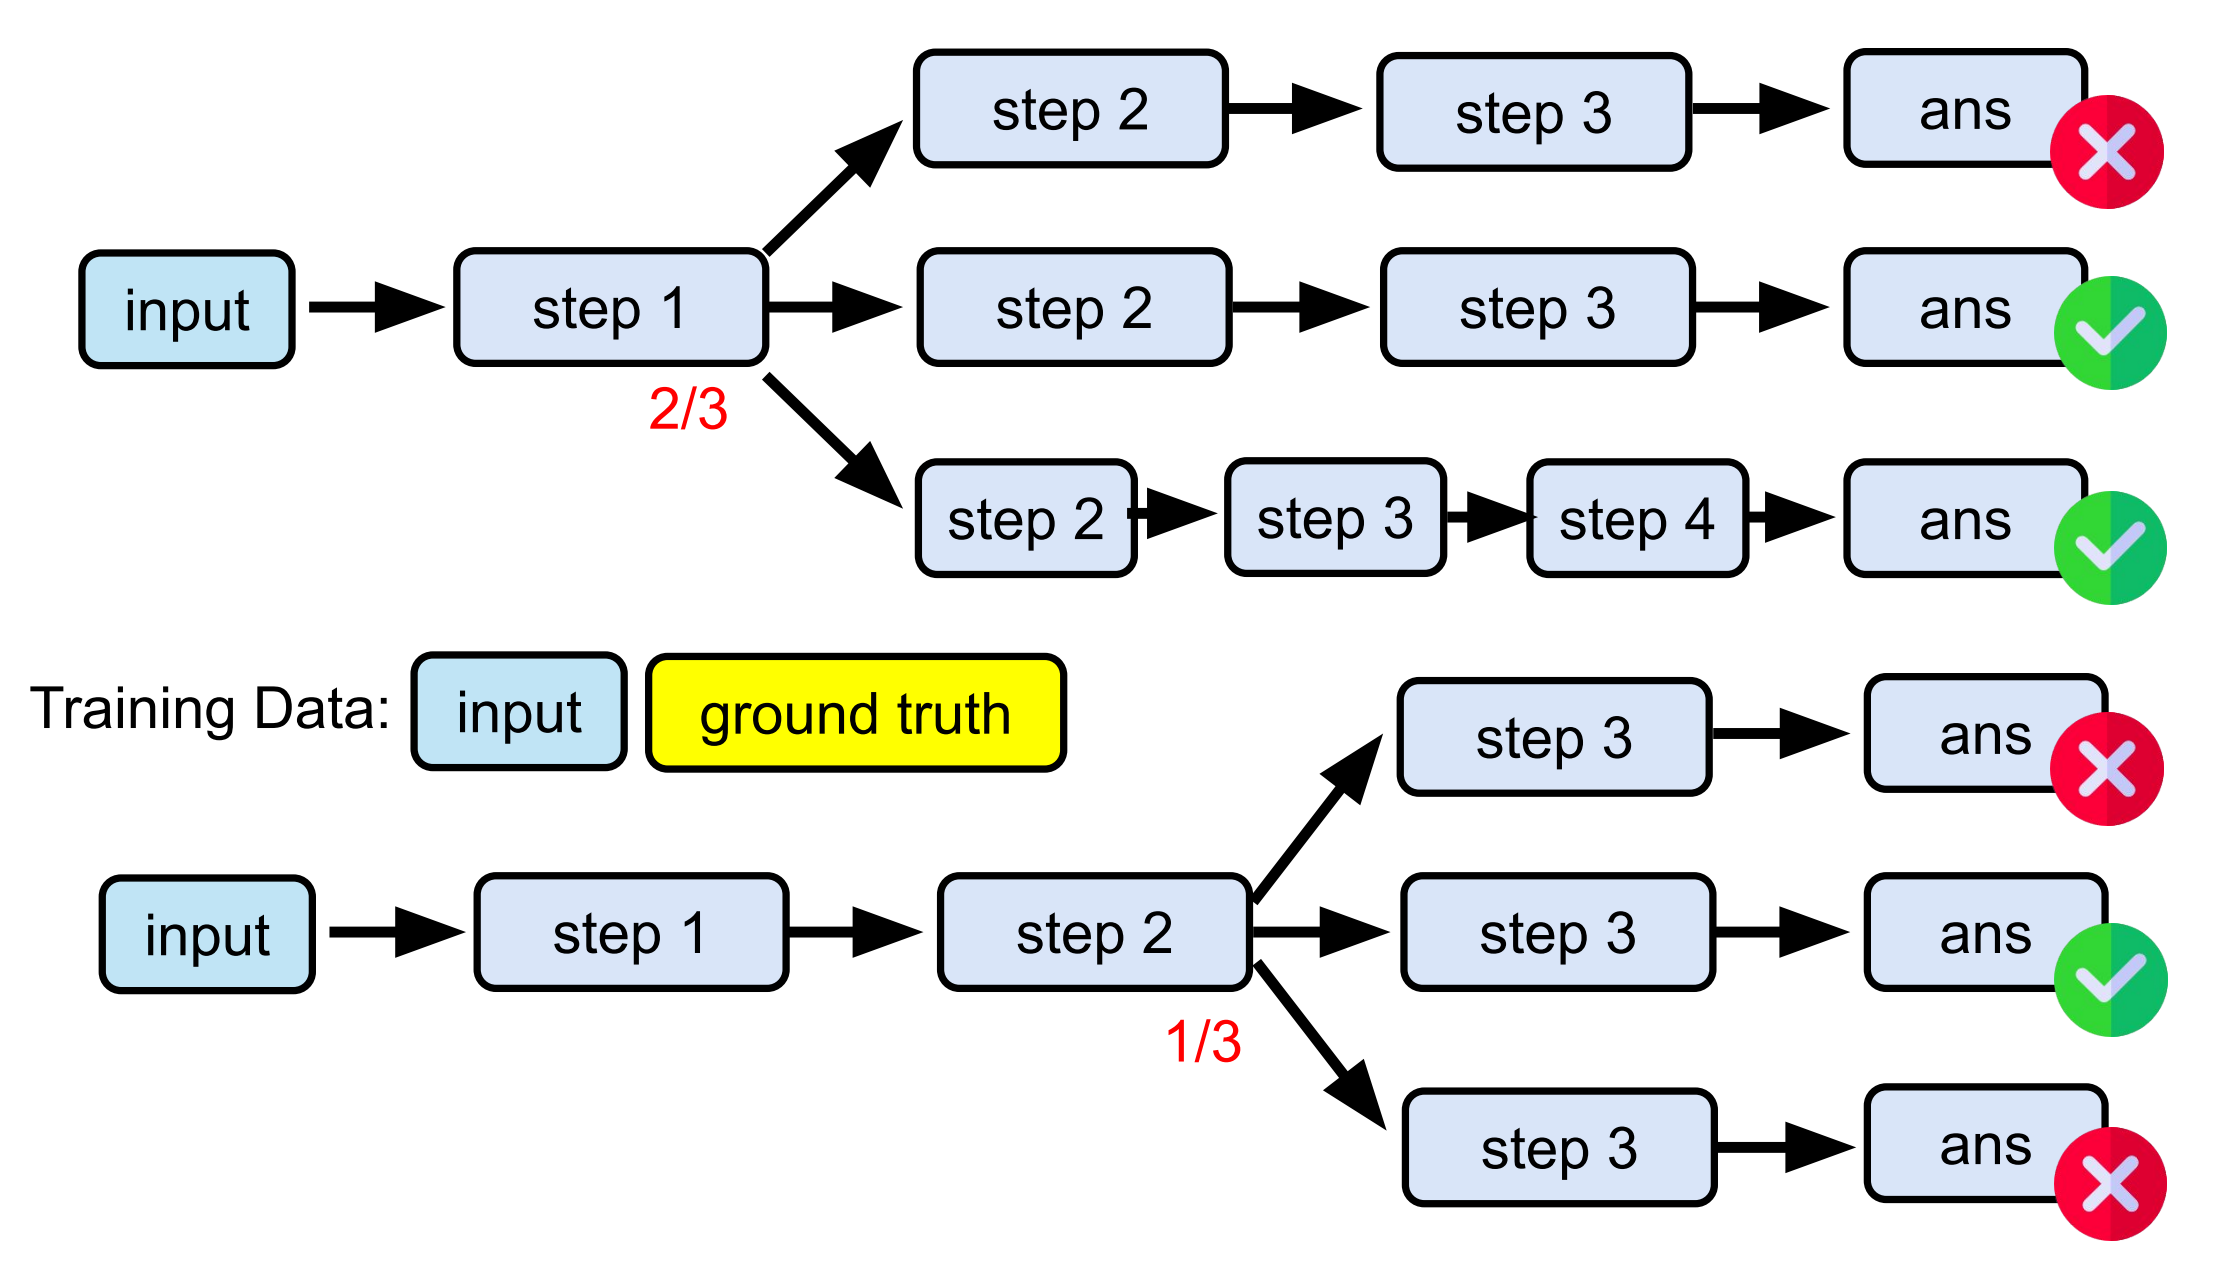 step 2
step 3
ans
input
step 1
step 2
step 3
ans
2/3
step 2
step 3
step 4
ans
Training Data:
input
ground truth
step 3
ans
input
step 1
step 2
step 3
ans
1/3
step 3
ans